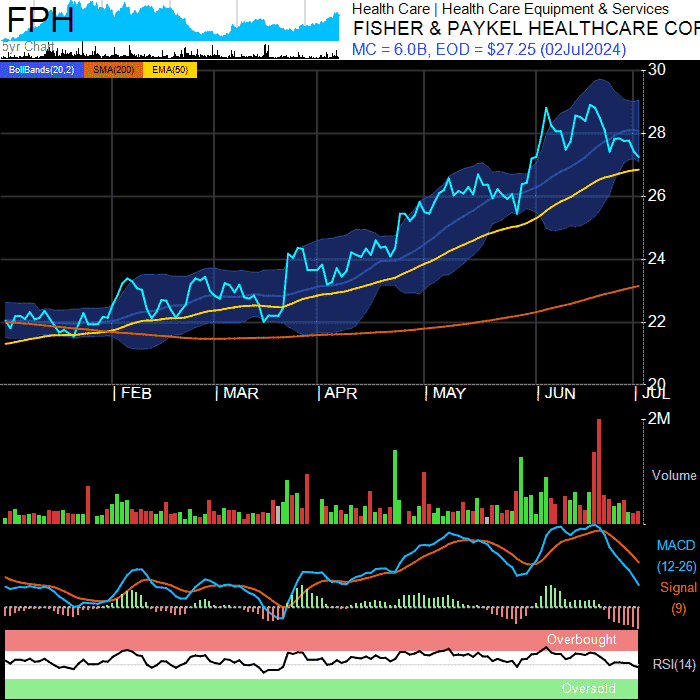 FPH
5yr Chart
Health Care | Health Care Equipment & Services
FISHER & PAYKEL HEALTHCARE COR
MC = 6.0B, EOD = $27.25 (02Jul2024)
BollBands(20,2) SMA(200) EMA(50)
30
28
26
24
22
20
FEB MAR APR MAY JUN JUL
2M
Volume
MACD
(12-26)
Signal
(9)
Overbought
RSI(14)
Oversold